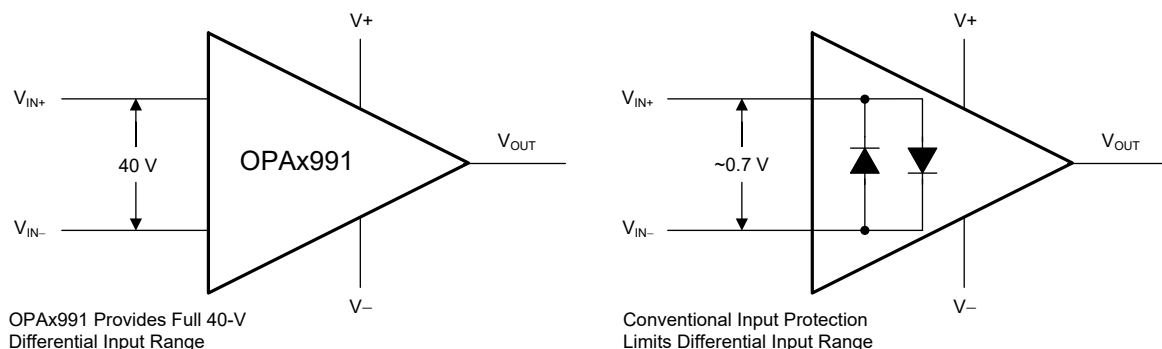 V+
VIN+
40 V
OPAx991
VOUT
VIN–
V–
OPAx991 Provides Full 40-V
Differential Input Range
V+
VIN+
~0.7 V
VOUT
VIN–
V–
Conventional Input Protection
Limits Differential Input Range